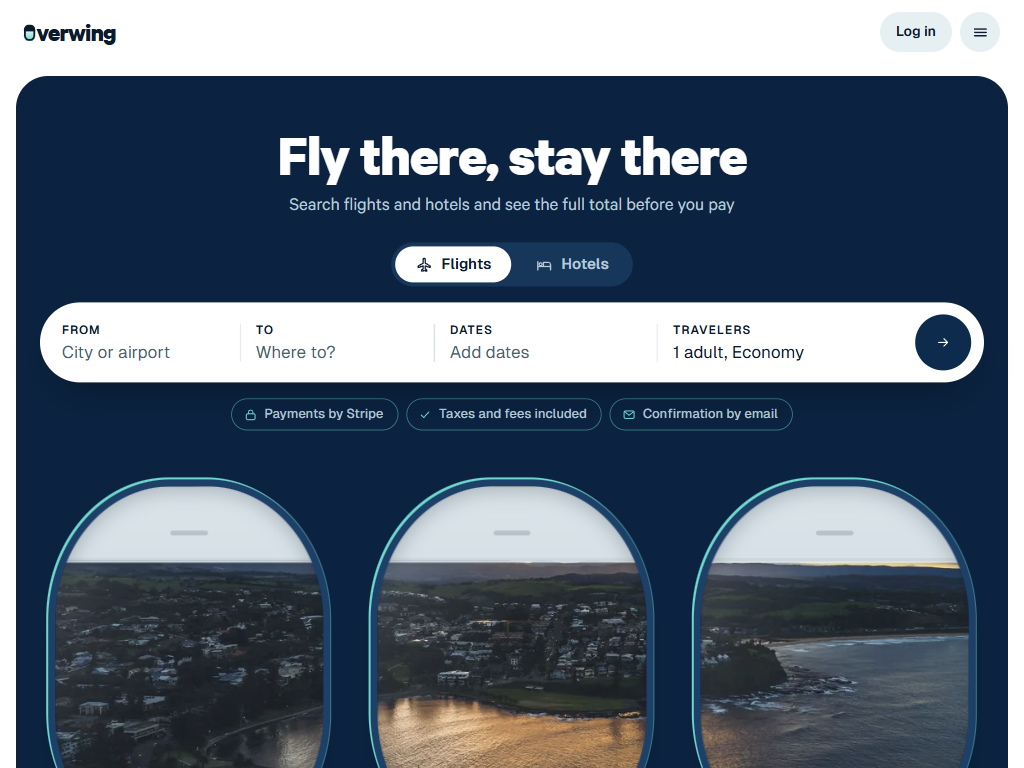 Overwing
Log in
Fly there, stay there
Search flights and hotels and see the full total before you pay
Flights
Hotels
FROM
City or airport
TO
Where to?
DATES
Add dates
TRAVELERS
1 adult, Economy
Payments by Stripe
Taxes and fees included
Confirmation by email